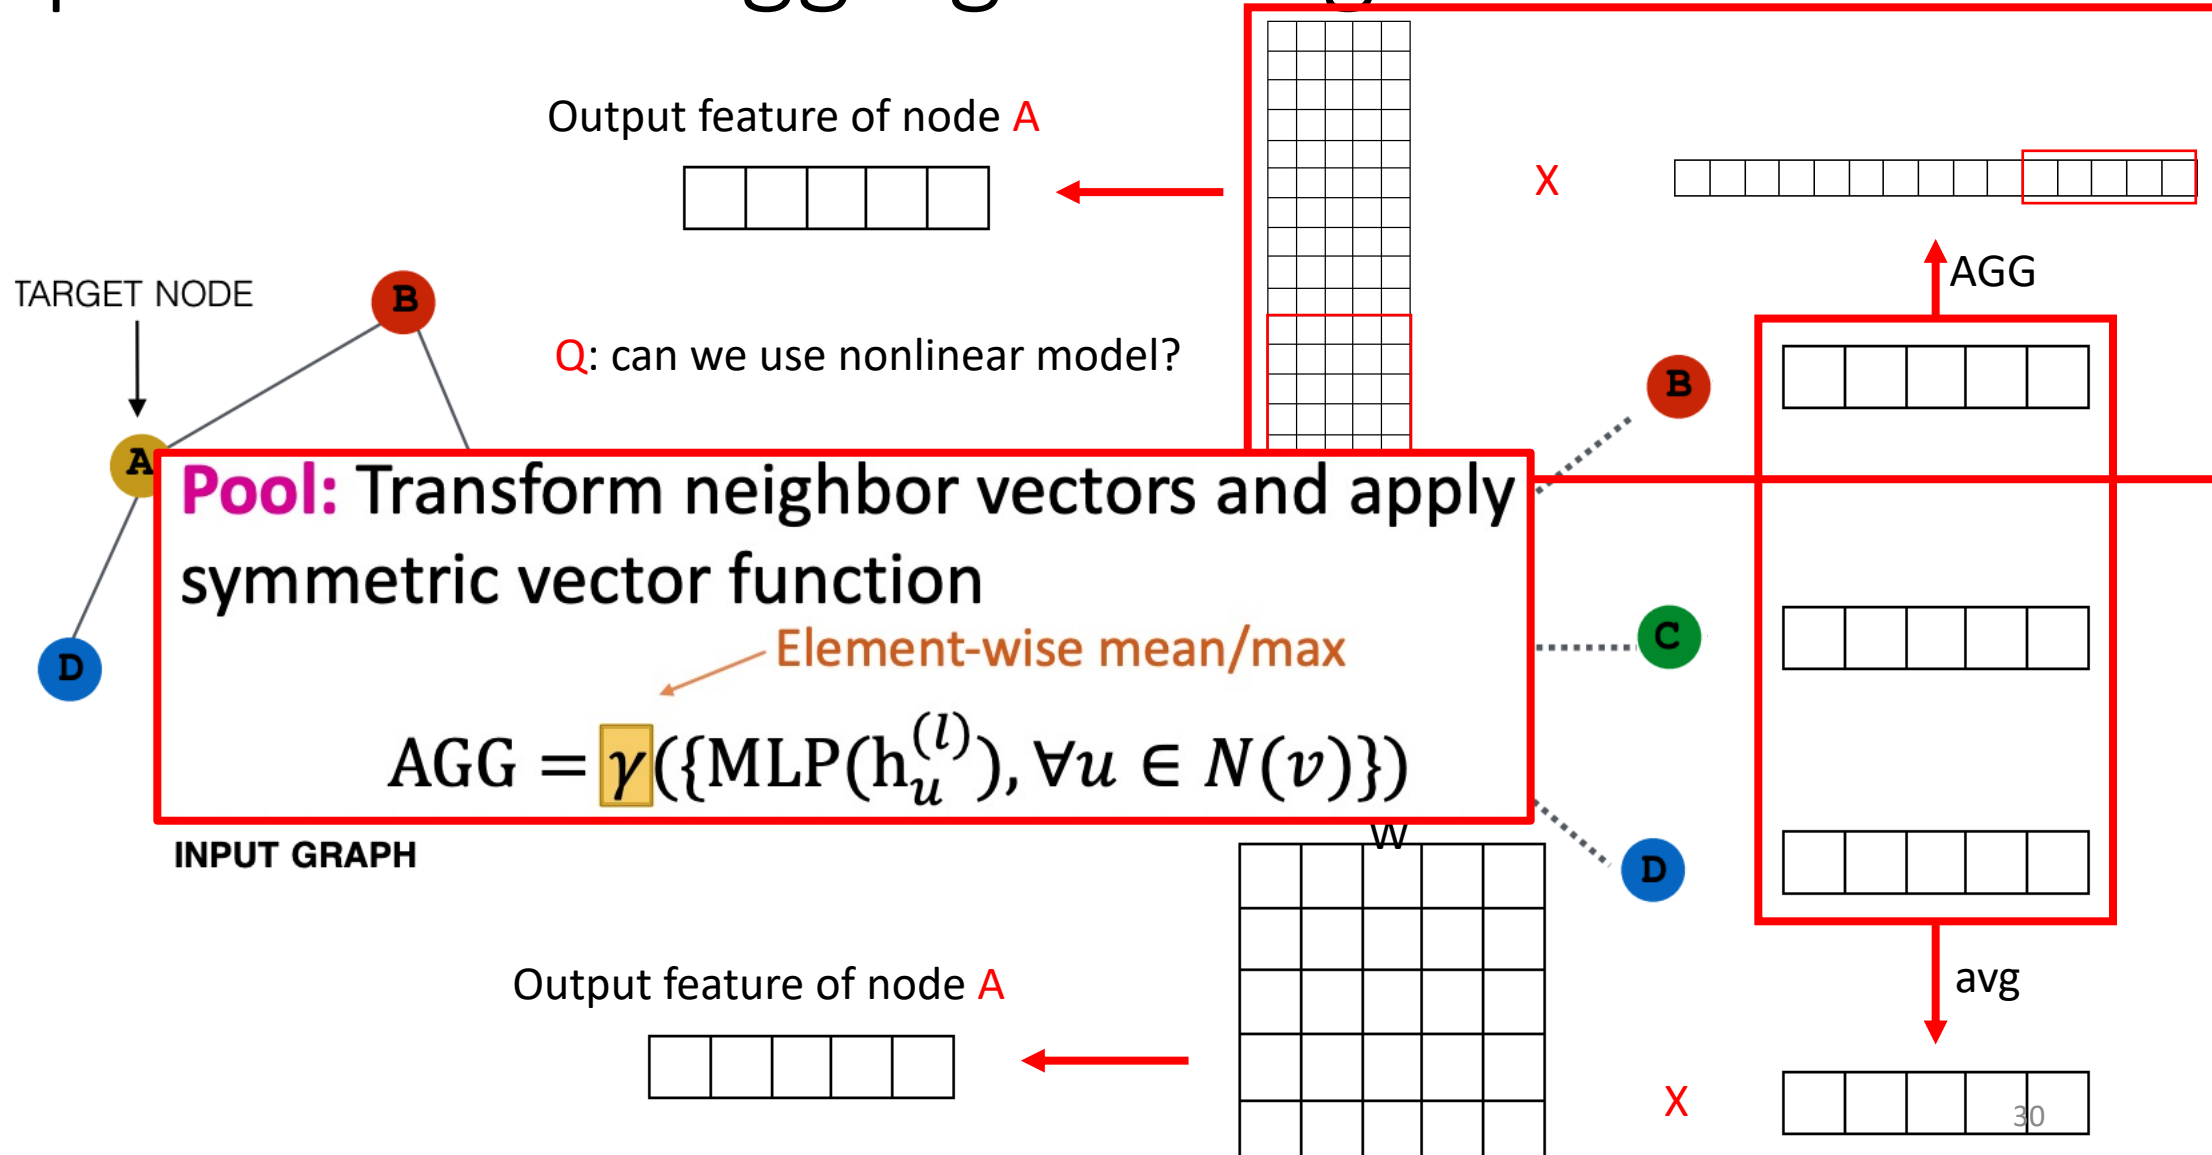 Output feature of node A
X
AGG
TARGET NODE
B
Q: can we use nonlinear model?
B
A
Pool: Transform neighbor vectors and apply
symmetric vector function
Element-wise mean/max
C
D
AGG = γ({MLP(h_u^{(l)}), ∀u ∈ N(v)})
W
INPUT GRAPH
D
Output feature of node A
avg
X
30